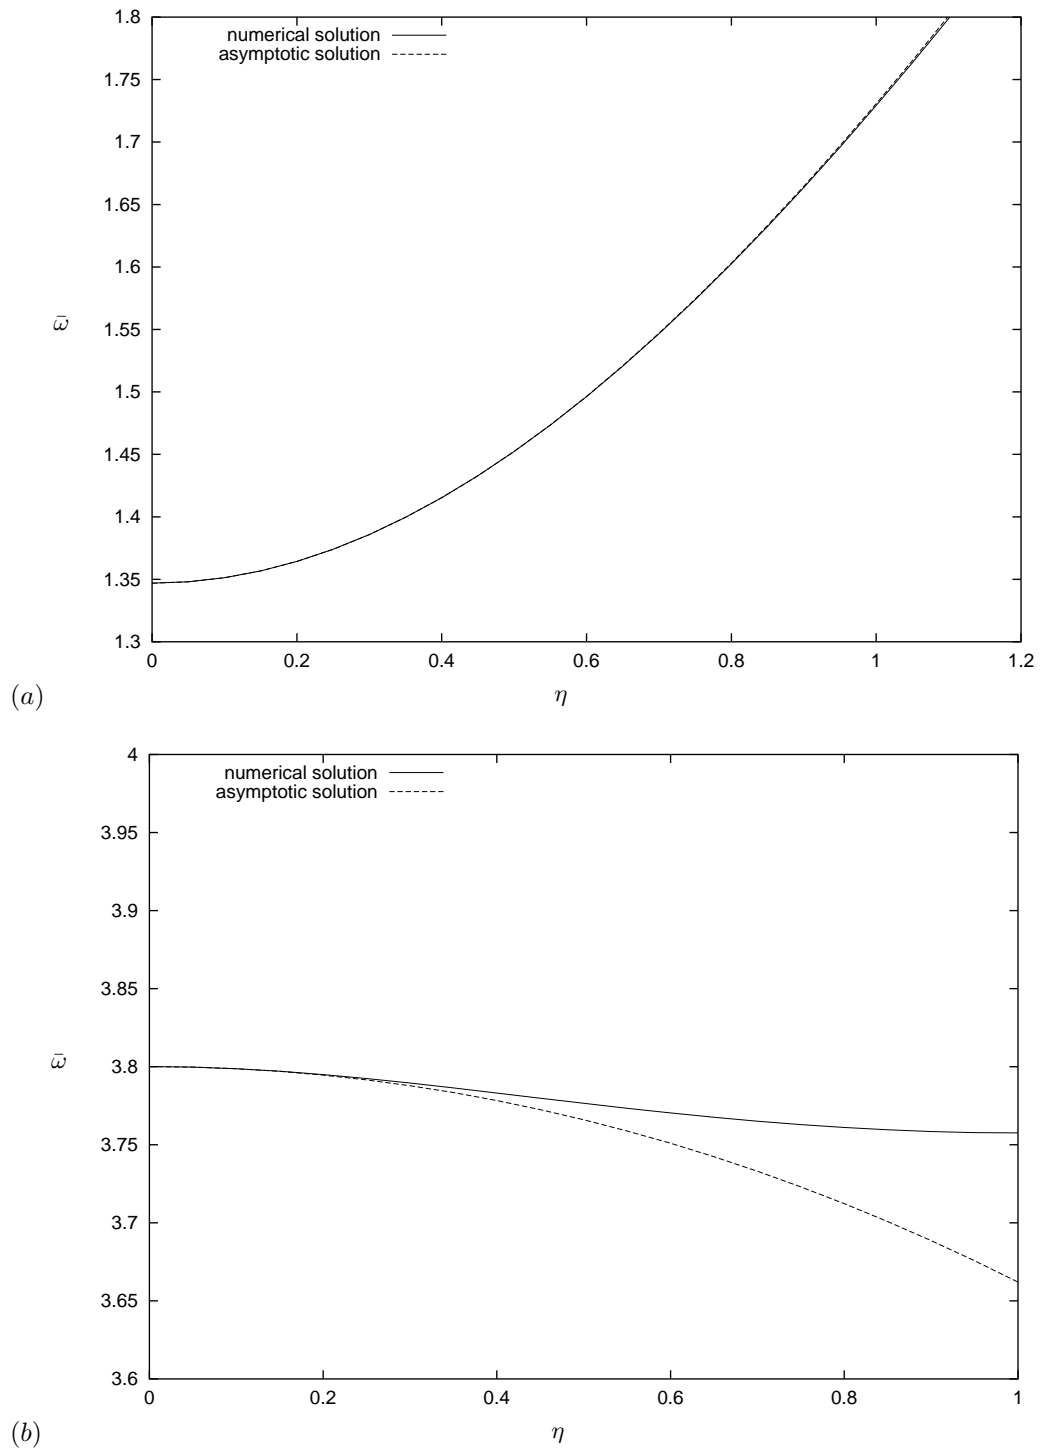 1.8
numerical solution
asymptotic solution
1.75
1.7
1.65
1.6
1.55
ω̄
1.5
1.45
1.4
1.35
1.3
0 0.2 0.4 0.6 0.8 1 1.2
(a) η
4
numerical solution
asymptotic solution
3.95
3.9
3.85
ω̄ 3.8
3.75
3.7
3.65
3.6
0 0.2 0.4 0.6 0.8 1
(b) η